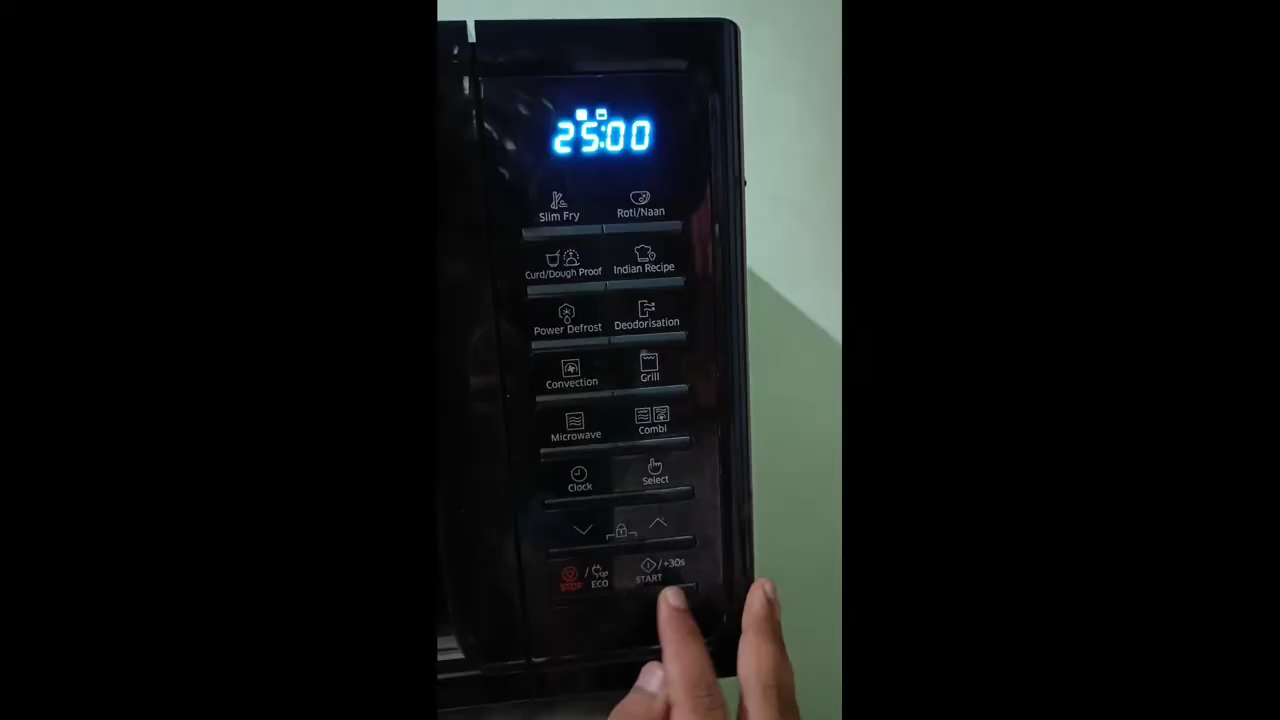 25:00
Slim Fry Roti/Naan
Curd/Dough Proof Indian Recipe
Power Defrost Deodorisation
Convection Grill
Microwave Combi
Clock Select
STOP / ECO START /+30s